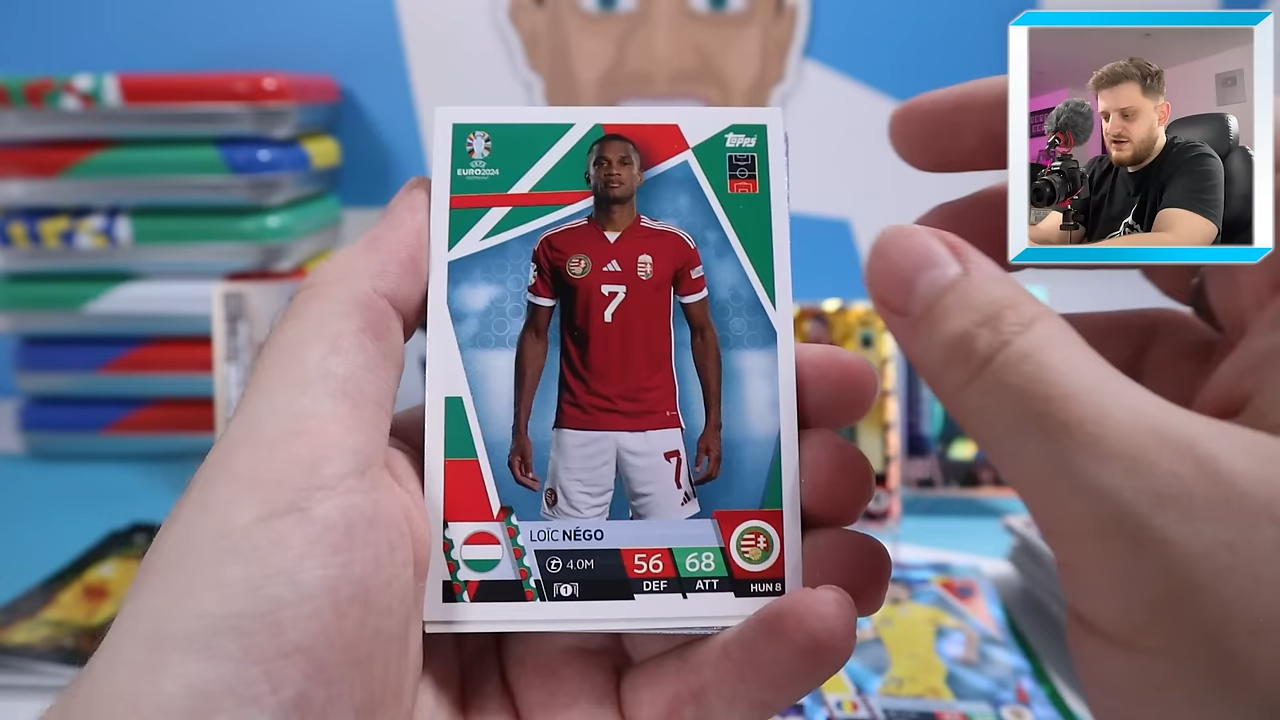 EURO2024
topps
7
7
LOÏC NÉGO
4.0M
56
68
1
DEF
ATT
HUN 8